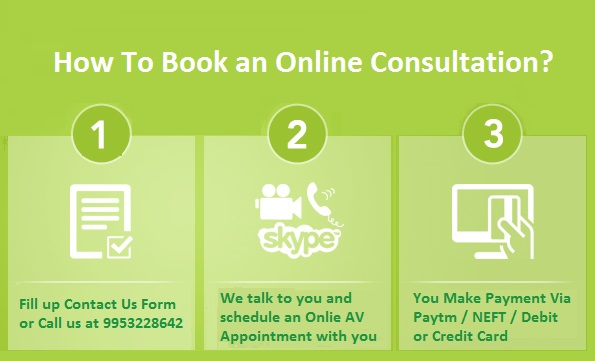 How To Book an Online Consultation?
1
2
3
skype
Fill up Contact Us Form
or Call us at 9953228642
We talk to you and
schedule an Onlie AV
Appointment with you
You Make Payment Via
Paytm / NEFT / Debit
or Credit Card